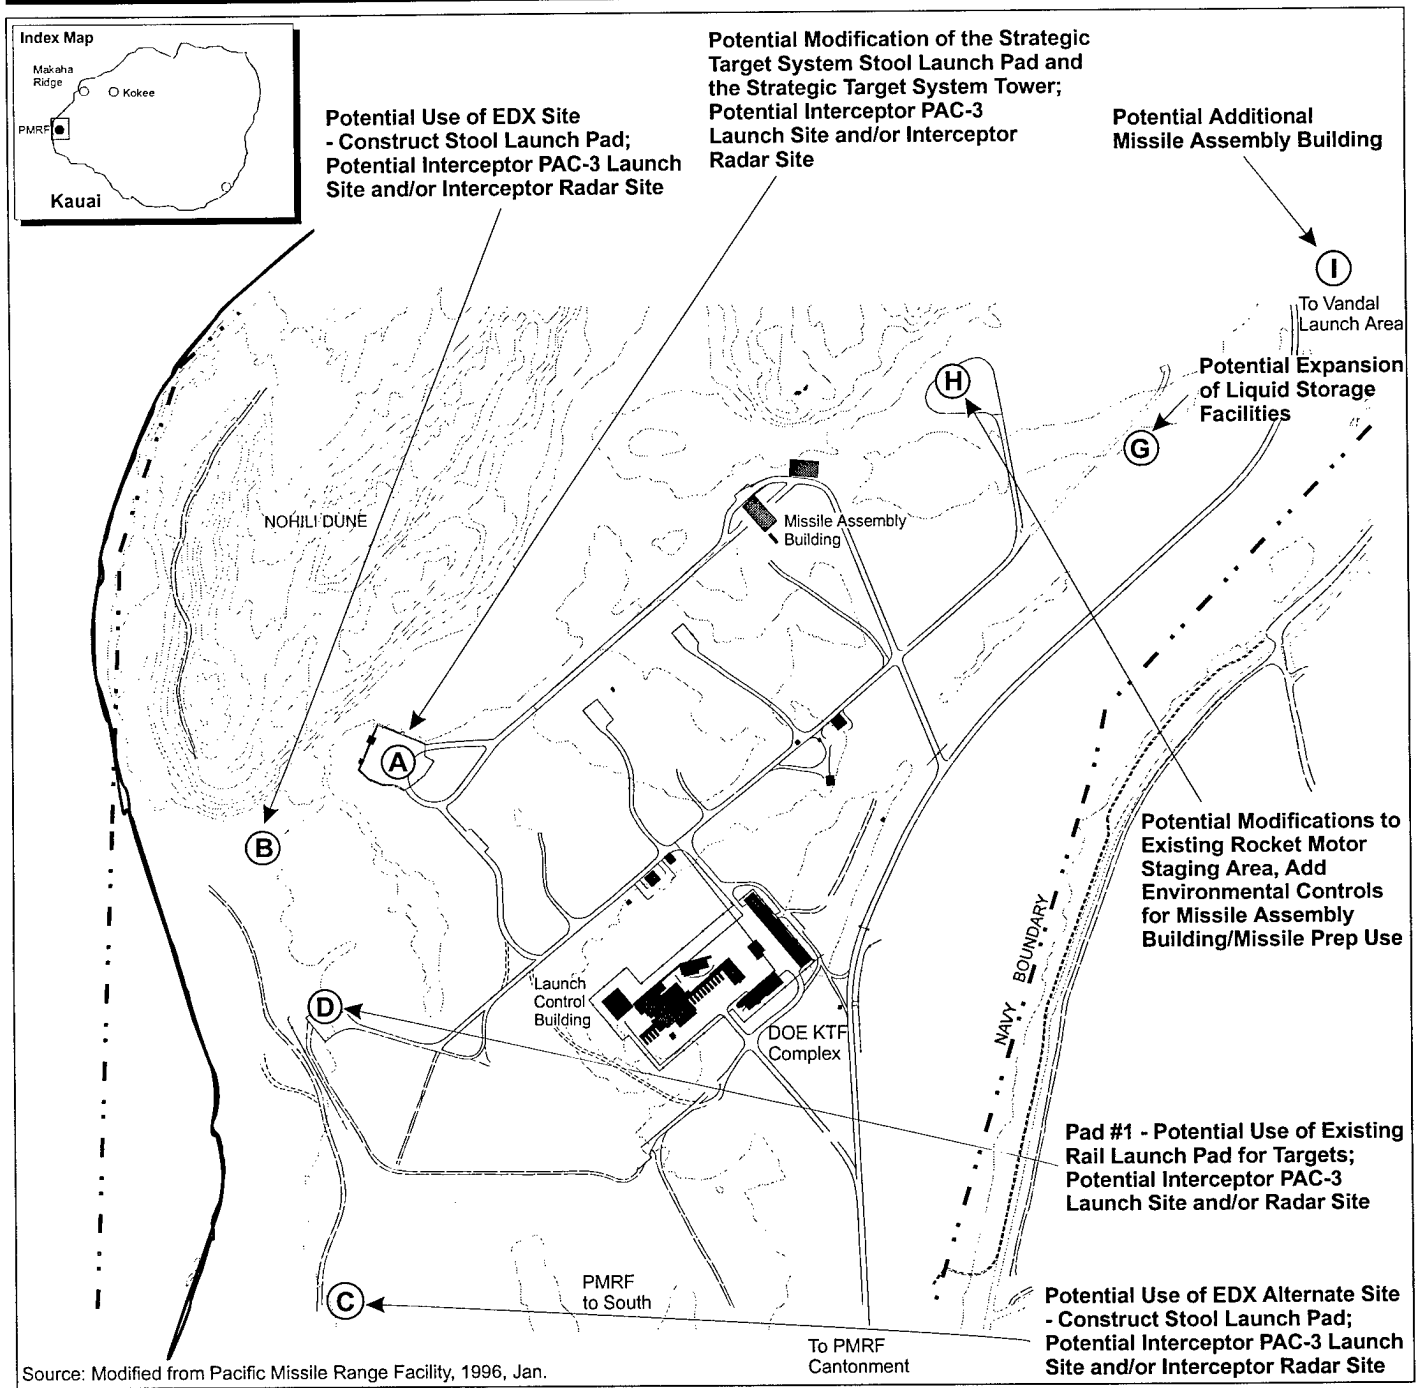 Index Map
Makaha
Ridge
Kokee
PMRF
Kauai
Potential Use of EDX Site
- Construct Stool Launch Pad;
Potential Interceptor PAC-3 Launch
Site and/or Interceptor Radar Site
Potential Modification of the Strategic
Target System Stool Launch Pad and
the Strategic Target System Tower;
Potential Interceptor PAC-3
Launch Site and/or Interceptor
Radar Site
Potential Additional
Missile Assembly Building
I
To Vandal
Launch Area
Potential Expansion
of Liquid Storage
Facilities
H
G
NOHILI DUNE
Missile Assembly
Building
A
B
Potential Modifications to
Existing Rocket Motor
Staging Area, Add
Environmental Controls
for Missile Assembly
Building/Missile Prep Use
NAVY BOUNDARY
Launch
Control
Building
D
DOE KTF
Complex
Pad #1 - Potential Use of Existing
Rail Launch Pad for Targets;
Potential Interceptor PAC-3
Launch Site and/or Radar Site
C
PMRF
to South
Potential Use of EDX Alternate Site
- Construct Stool Launch Pad;
Potential Interceptor PAC-3 Launch
Site and/or Interceptor Radar Site
To PMRF
Cantonment
Source: Modified from Pacific Missile Range Facility, 1996, Jan.